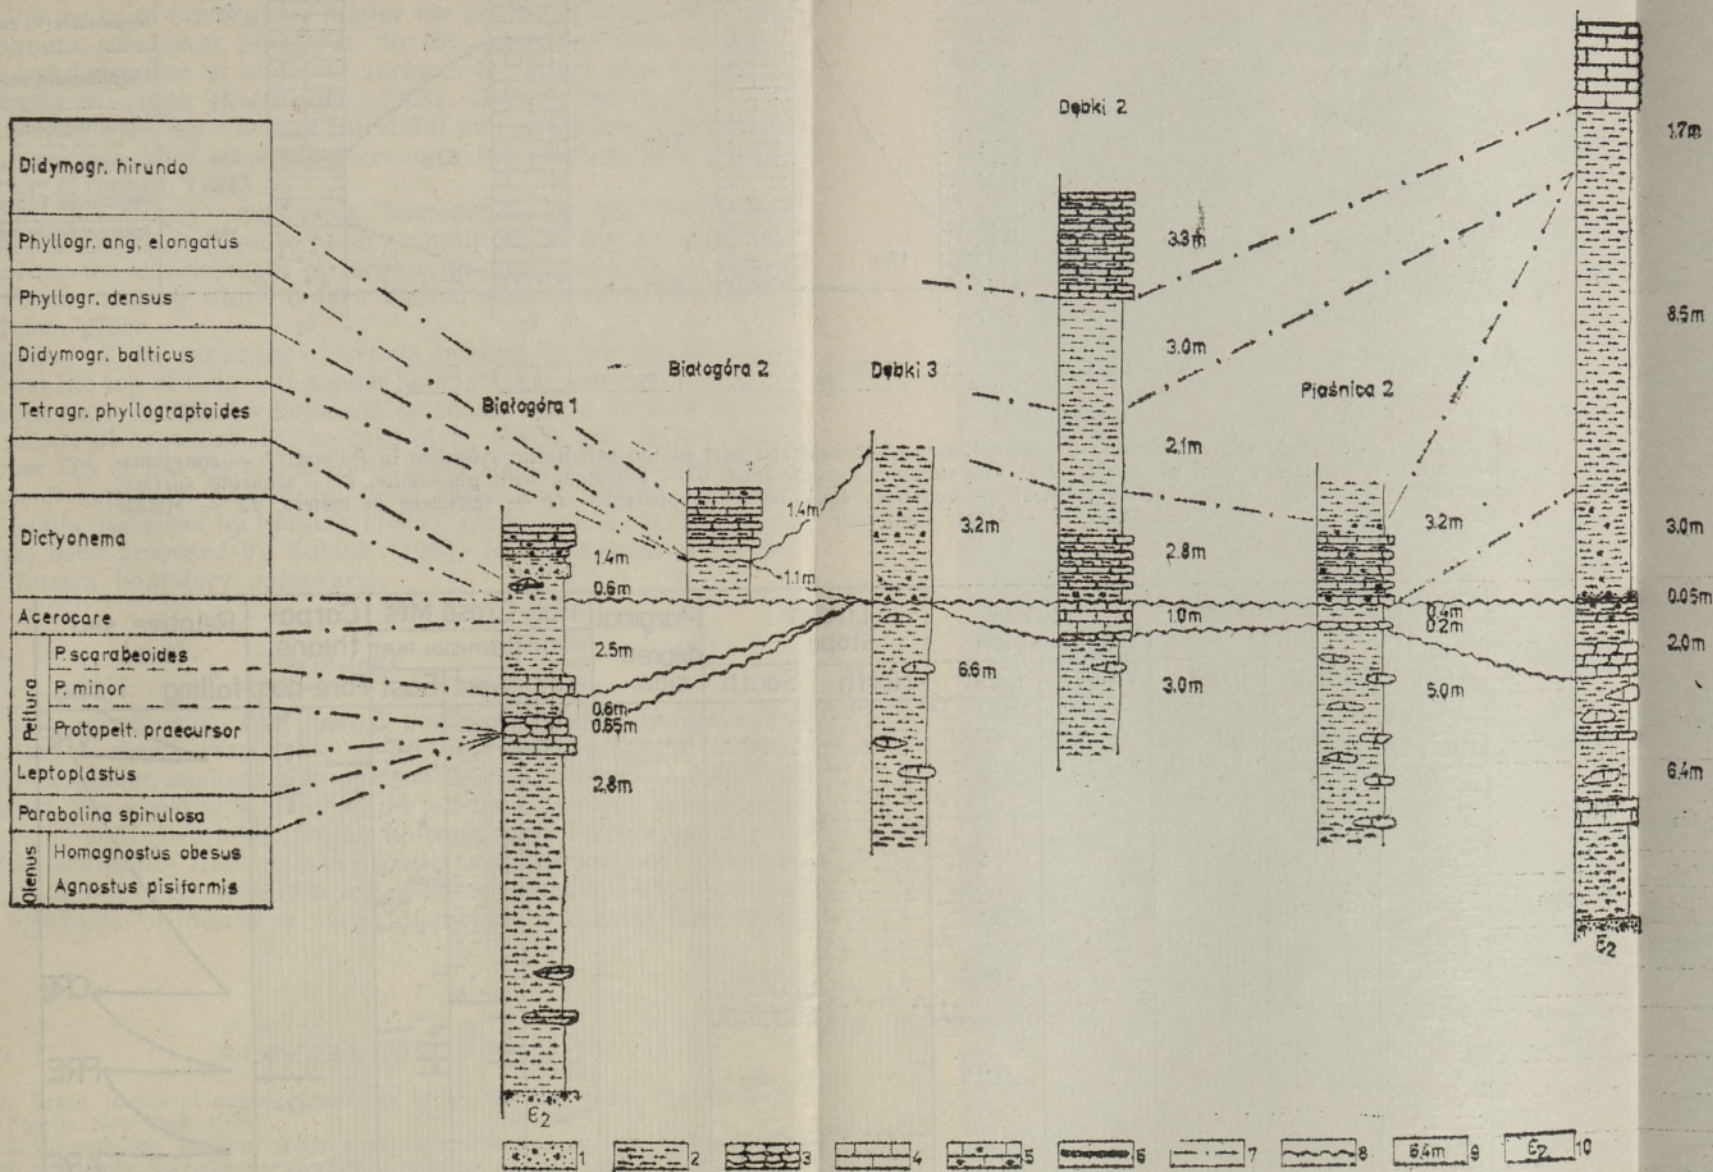 Didymogr. hirundo
Phyllogr. ang. elongatus
Phyllogr. densus
Didymogr. balticus
Tetragr. phyllograptoides
Dictyonema
Acerocare
Peltura
P. scarabeoides
P. minor
Protopelt. praecursor
Leptoplastus
Parabolina spinulosa
Olenus
Homagnostus obesus
Agnostus pisiformis
Białogóra 1
1.4m
0.6m
2.5m
0.6m
0.65m
2.8m
Є2
Białogóra 2
1.4m
1.1m
Dębki 3
3.2m
6.6m
Dębki 2
3.3m
3.0m
2.1m
2.8m
1.0m
3.0m
Piaśnica 2
3.2m
0.4m
0.2m
5.0m
1.7m
8.5m
3.0m
0.05m
2.0m
6.4m
Є2
1
2
3
4
5
6
7
8
6,4m 9
Є2 10